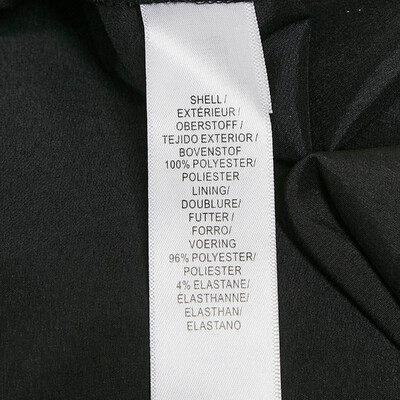 SHELL/
EXTÉRIEUR/
OBERSTOFF/
TEJIDO EXTERIOR/
BOVENSTOF
100% POLYESTER/
POLIESTER
LINING/
DOUBLURE/
FUTTER/
FORRO/
VOERING
96% POLYESTER/
POLIESTER
4% ELASTANE/
ÉLASTHANNE/
ELASTHAN/
ELASTANO